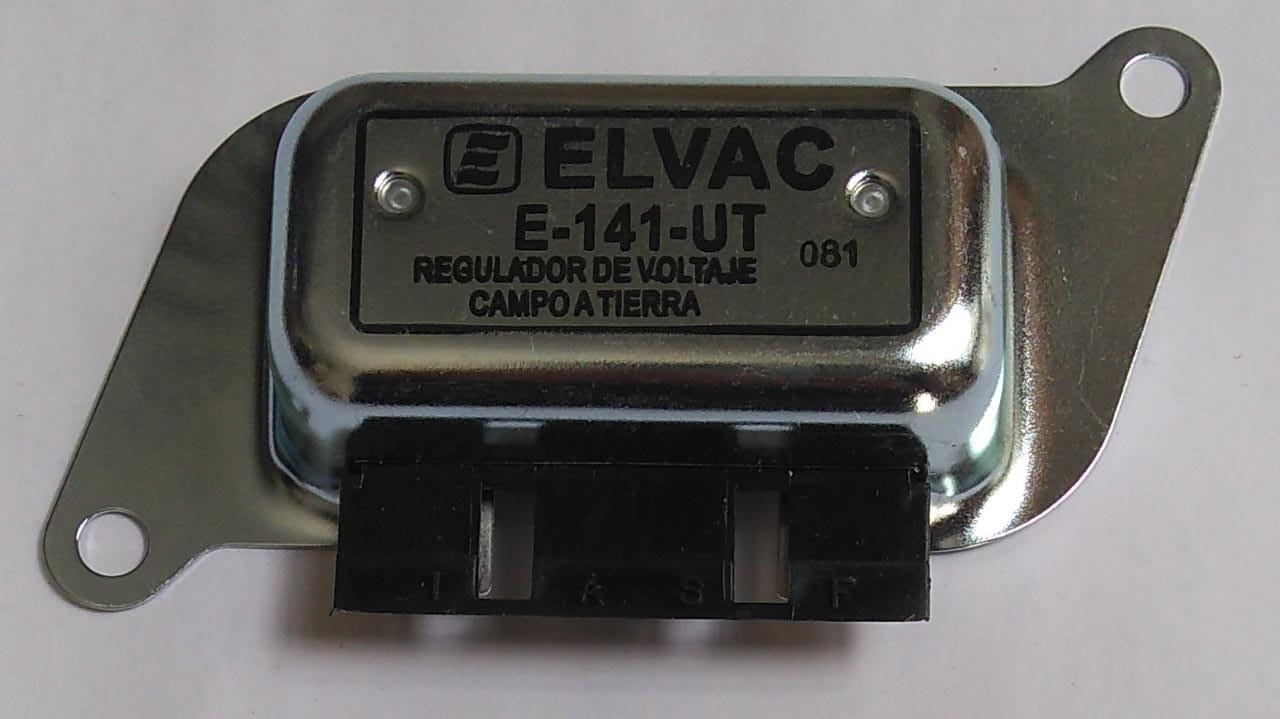 ELVAC
E-141-UT
081
REGULADOR DE VOLTAJE
CAMPO A TIERRA
I A S F